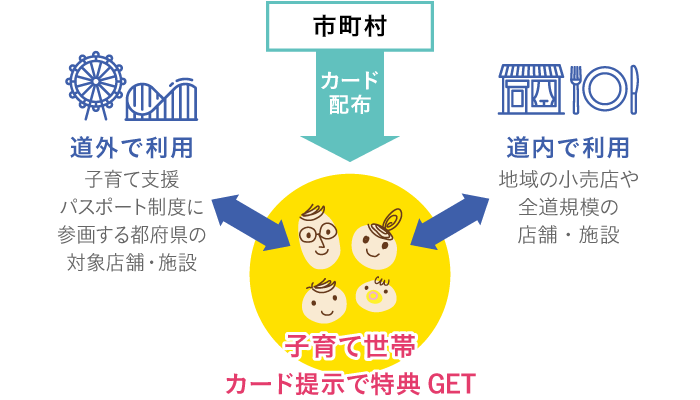 市町村
カード
配布
道外で利用
子育て支援
パスポート制度に
参画する都府県の
対象店舗・施設
道内で利用
地域の小売店や
全道規模の
店舗・施設
子育て世帯
カード提示で特典 GET